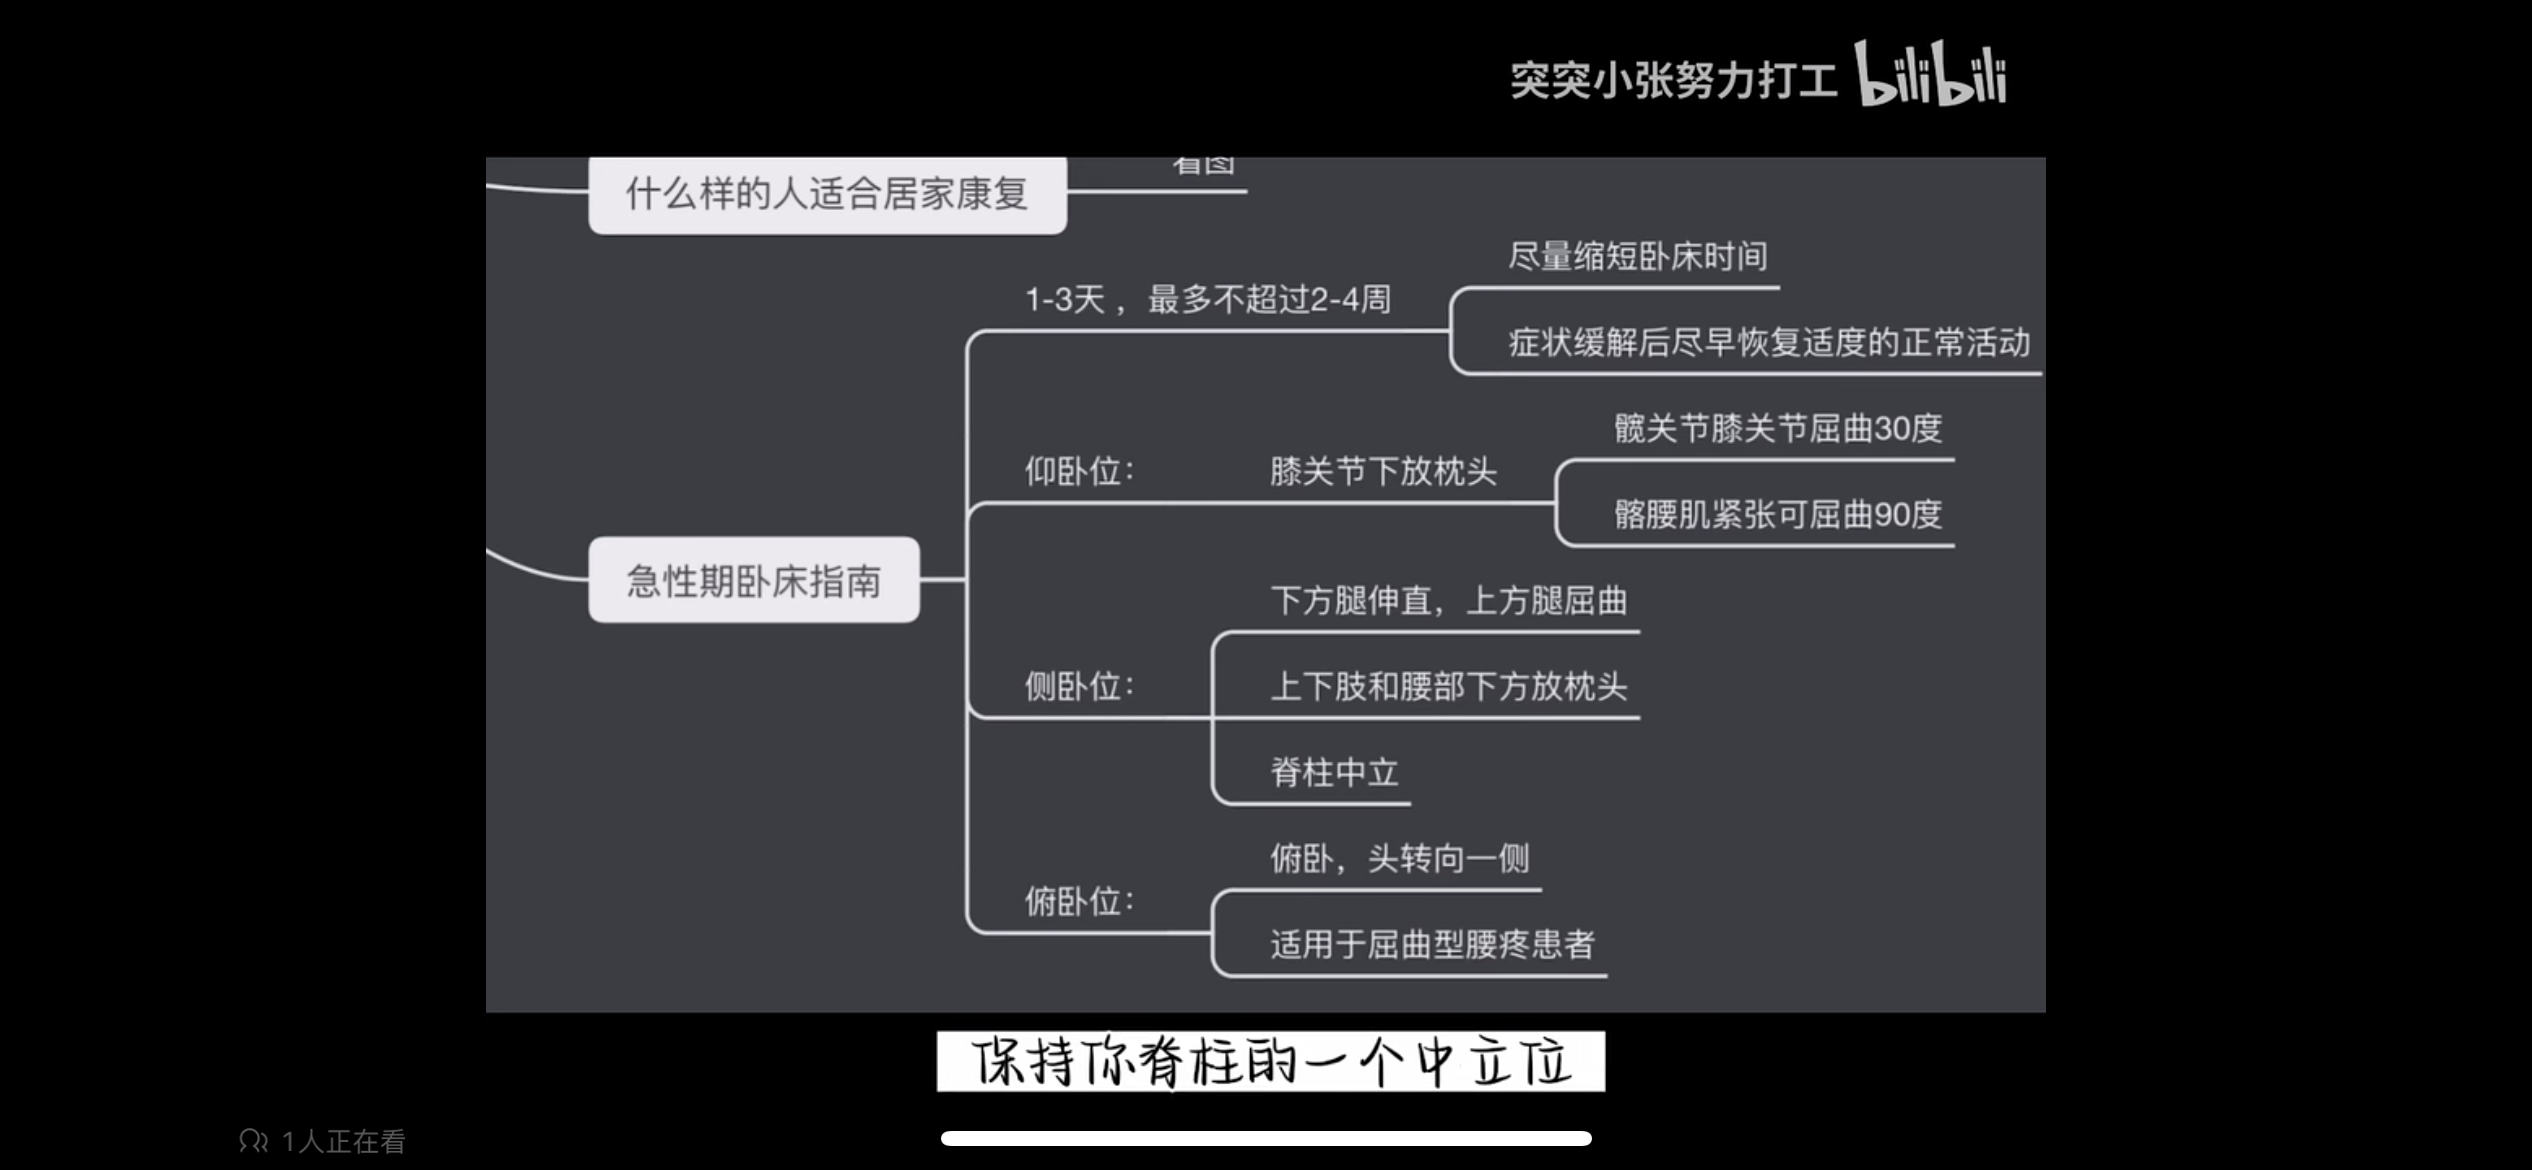 突突小张努力打工 bilibili
看图
什么样的人适合居家康复
尽量缩短卧床时间
1-3天，最多不超过2-4周
症状缓解后尽早恢复适度的正常活动
髋关节膝关节屈曲30度
仰卧位： 膝关节下放枕头
髂腰肌紧张可屈曲90度
急性期卧床指南
下方腿伸直，上方腿屈曲
侧卧位： 上下肢和腰部下方放枕头
脊柱中立
俯卧，头转向一侧
俯卧位：
适用于屈曲型腰疼患者
保持你脊柱的一个中立位
1人正在看